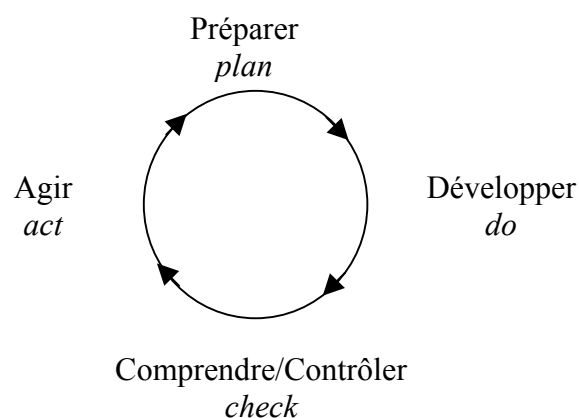 Préparer
plan
Agir
act
Développer
do
Comprendre/Contrôler
check